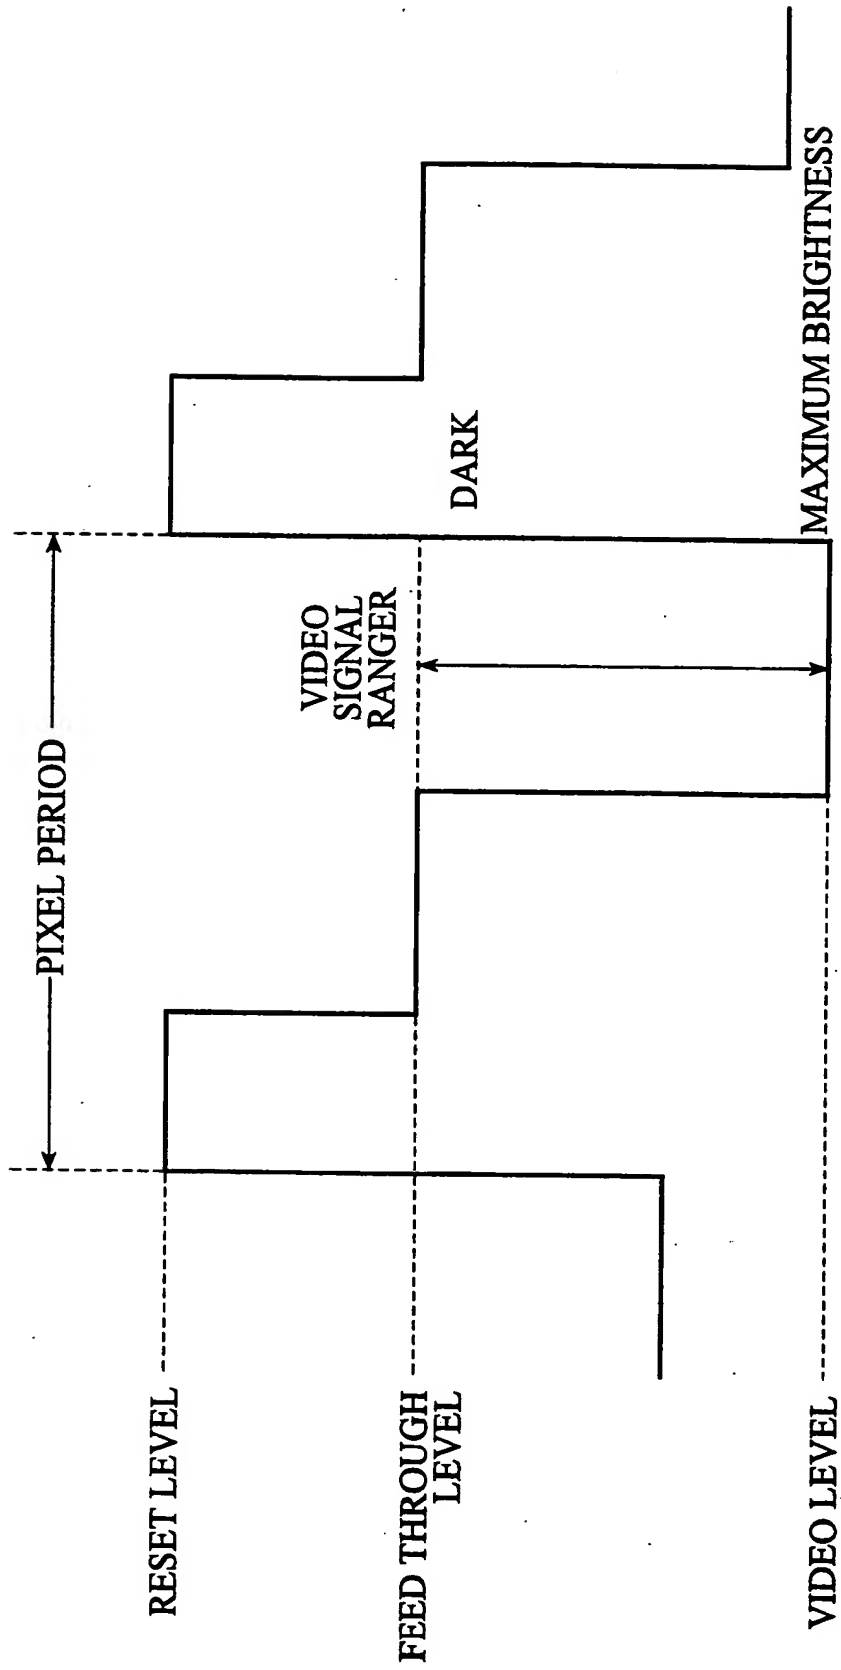 PIXEL PERIOD
RESET LEVEL
VIDEO
SIGNAL
RANGER
FEED THROUGH
LEVEL
DARK
VIDEO LEVEL
MAXIMUM BRIGHTNESS